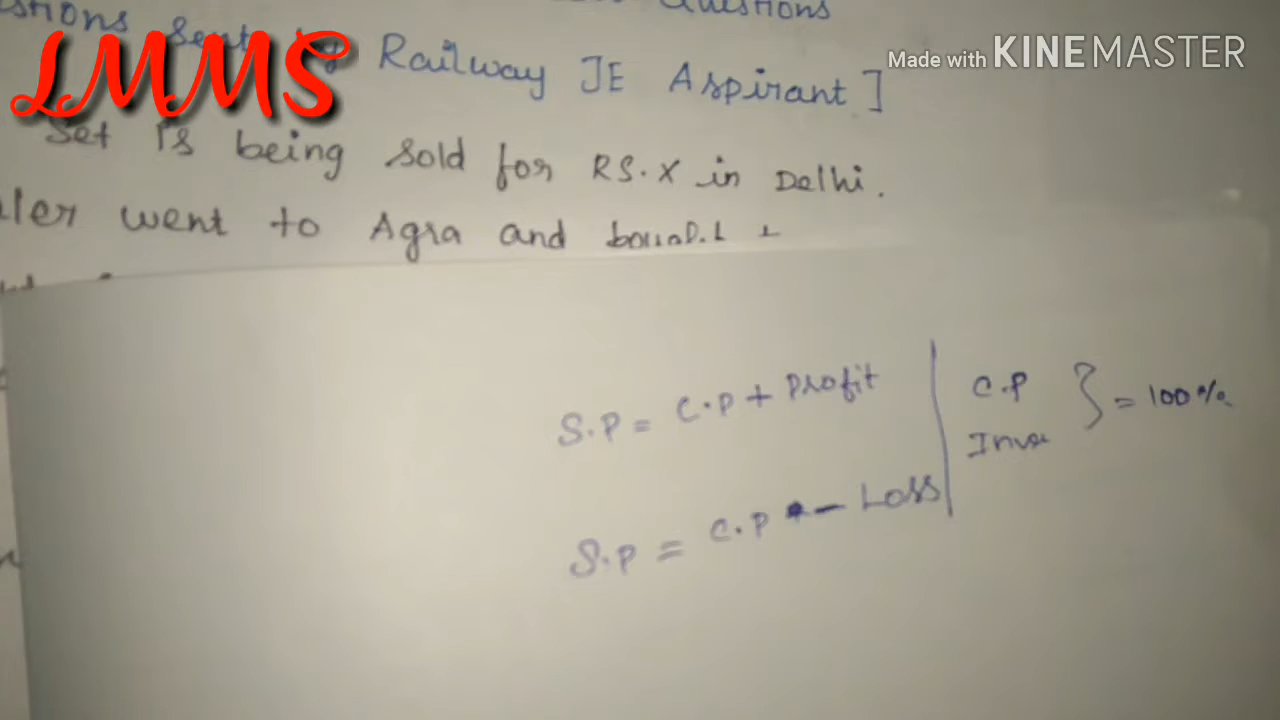 Questions
Railway JE Aspirant]
LMMS
Made with KINEMASTER
Set is being sold for RS.X in Delhi.
went to Agra and
S.P = C.P + Profit
C.P } = 100%
S.P = C.P - Loss